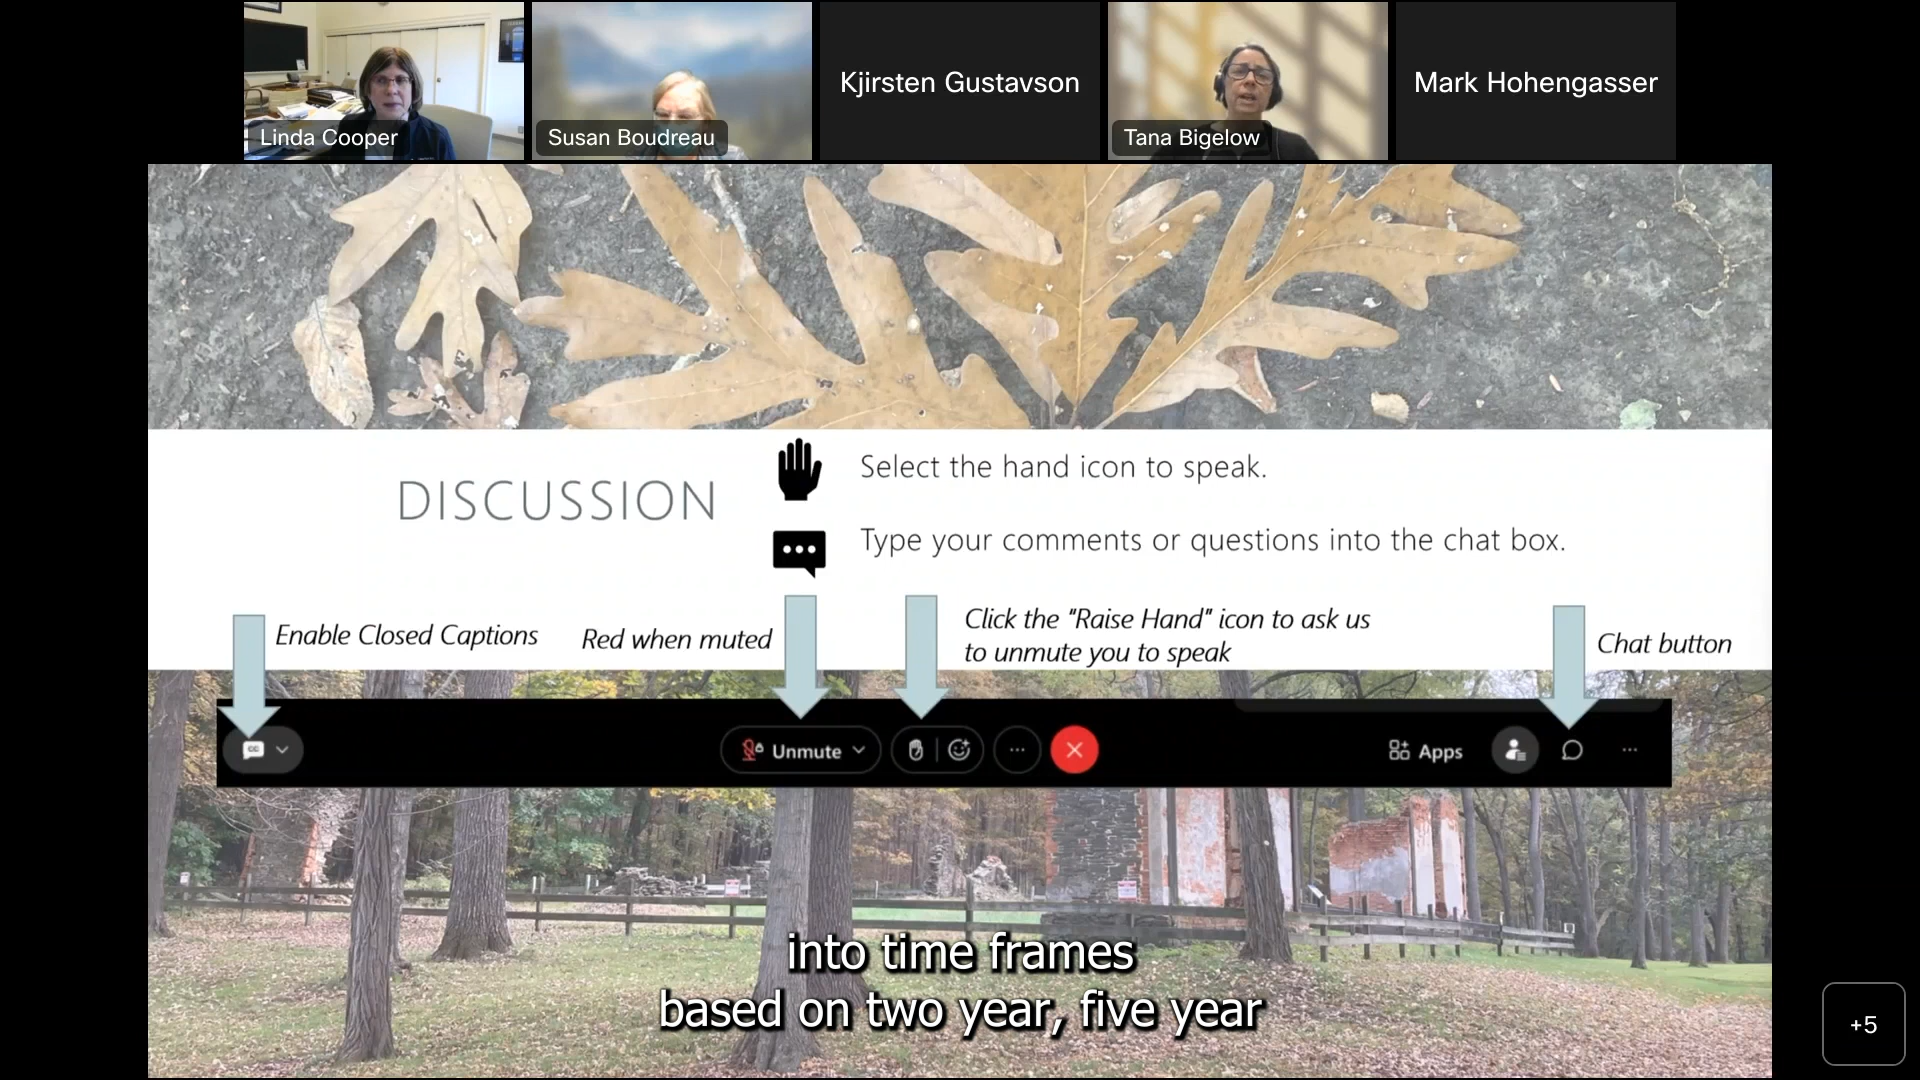 Linda Cooper
Susan Boudreau
Kjirsten Gustavson
Tana Bigelow
Mark Hohengasser
DISCUSSION
Select the hand icon to speak.
Type your comments or questions into the chat box.
Enable Closed Captions
Red when muted
Click the "Raise Hand" icon to ask us
to unmute you to speak
Chat button
Unmute
Apps
into time frames
based on two year, five year
+5